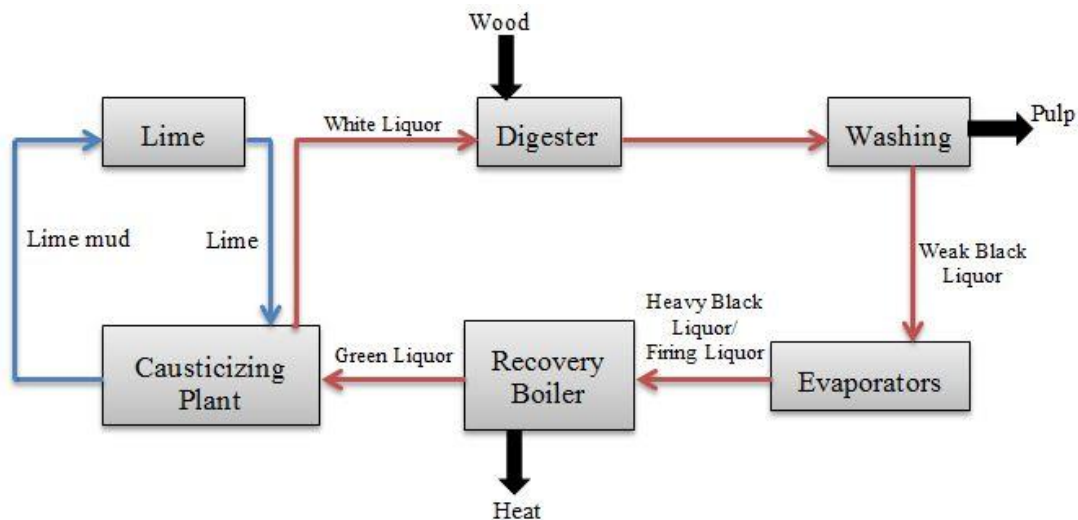 Wood
Lime
White Liquor
Digester
Washing
Pulp
Lime mud
Lime
Weak Black
Liquor
Heavy Black
Liquor/
Firing Liquor
Green Liquor
Causticizing
Plant
Recovery
Boiler
Evaporators
Heat